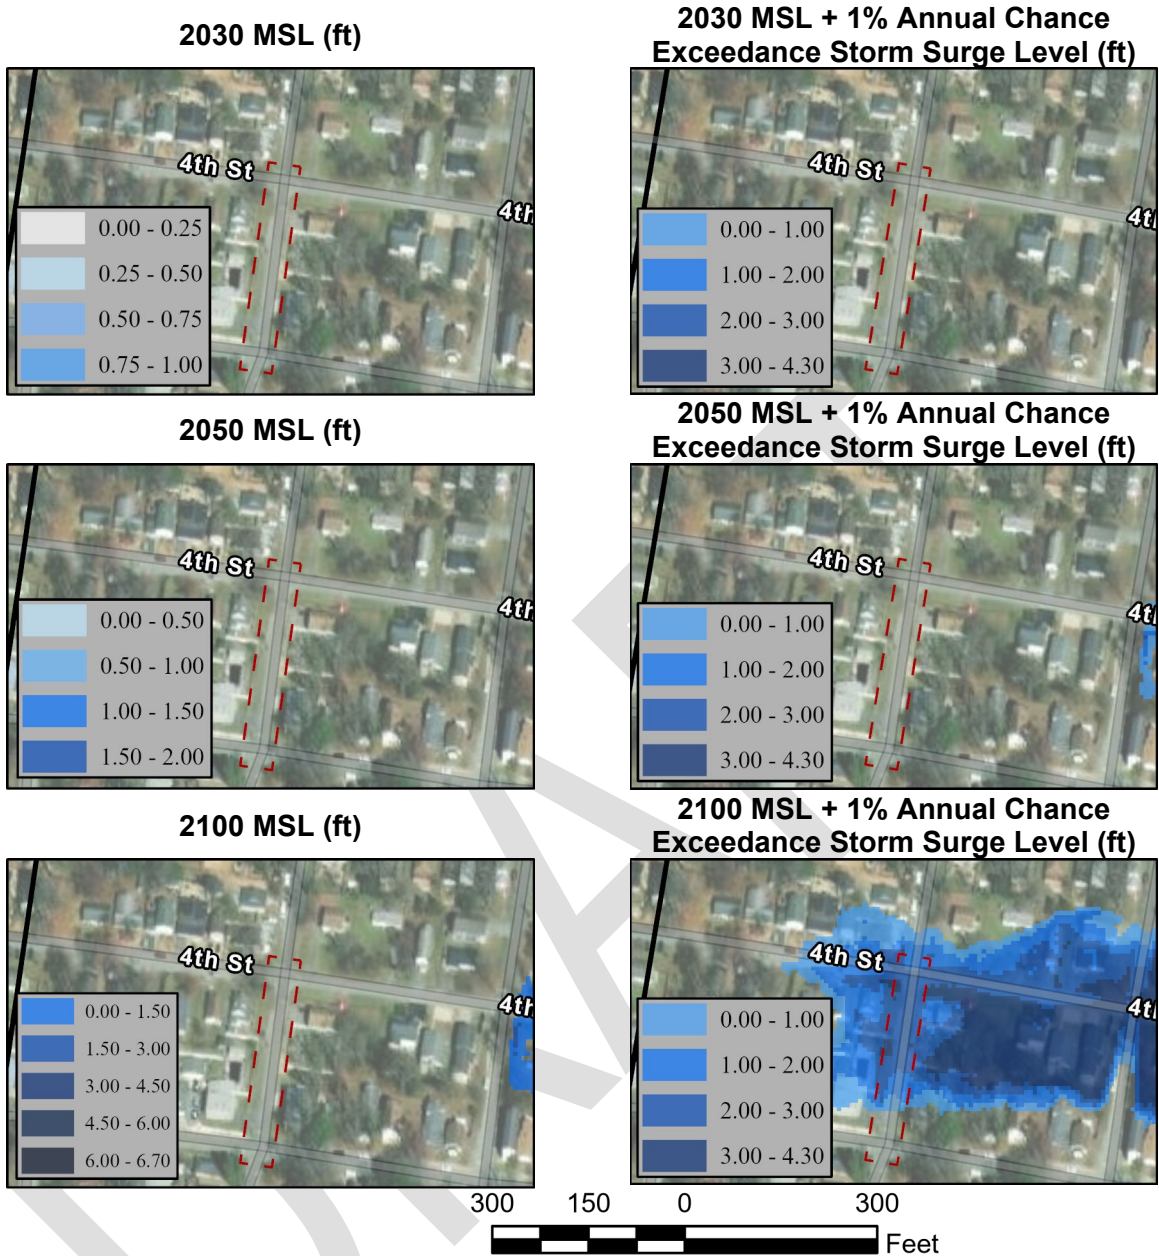 2030 MSL (ft)
2030 MSL + 1% Annual Chance
Exceedance Storm Surge Level (ft)
4th St
4th
0.00 - 0.25
0.25 - 0.50
0.50 - 0.75
0.75 - 1.00
4th St
4th
0.00 - 1.00
1.00 - 2.00
2.00 - 3.00
3.00 - 4.30
2050 MSL (ft)
2050 MSL + 1% Annual Chance
Exceedance Storm Surge Level (ft)
4th St
4th
0.00 - 0.50
0.50 - 1.00
1.00 - 1.50
1.50 - 2.00
4th St
4th
0.00 - 1.00
1.00 - 2.00
2.00 - 3.00
3.00 - 4.30
2100 MSL (ft)
2100 MSL + 1% Annual Chance
Exceedance Storm Surge Level (ft)
4th St
4th
0.00 - 1.50
1.50 - 3.00
3.00 - 4.50
4.50 - 6.00
6.00 - 6.70
4th St
4th
0.00 - 1.00
1.00 - 2.00
2.00 - 3.00
3.00 - 4.30
300 150 0 300
Feet